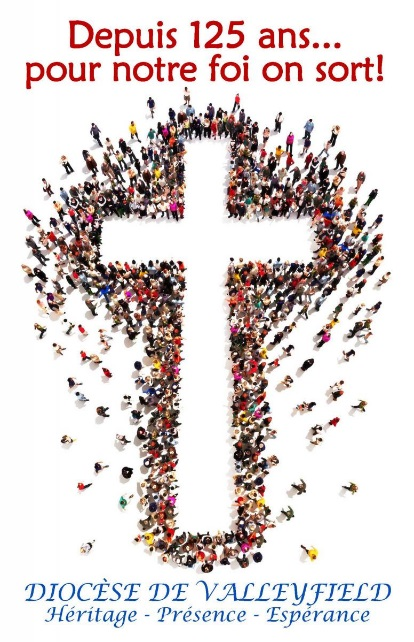 Depuis 125 ans...
pour notre foi on sort!
DIOCÈSE DE VALLEYFIELD
Héritage - Présence - Espérance